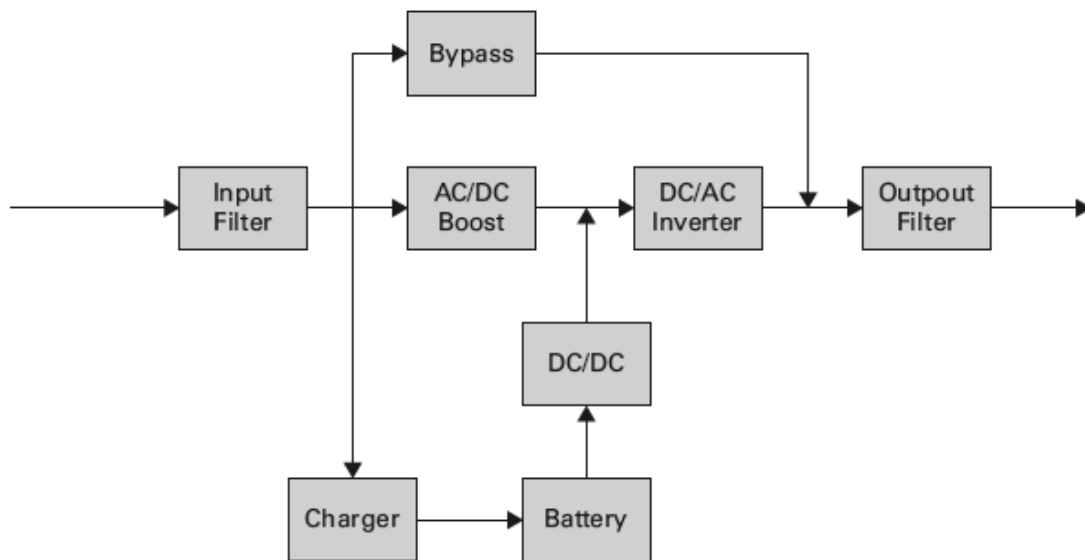 Bypass
Input
Filter
AC/DC
Boost
DC/AC
Inverter
Outpout
Filter
DC/DC
Charger
Battery